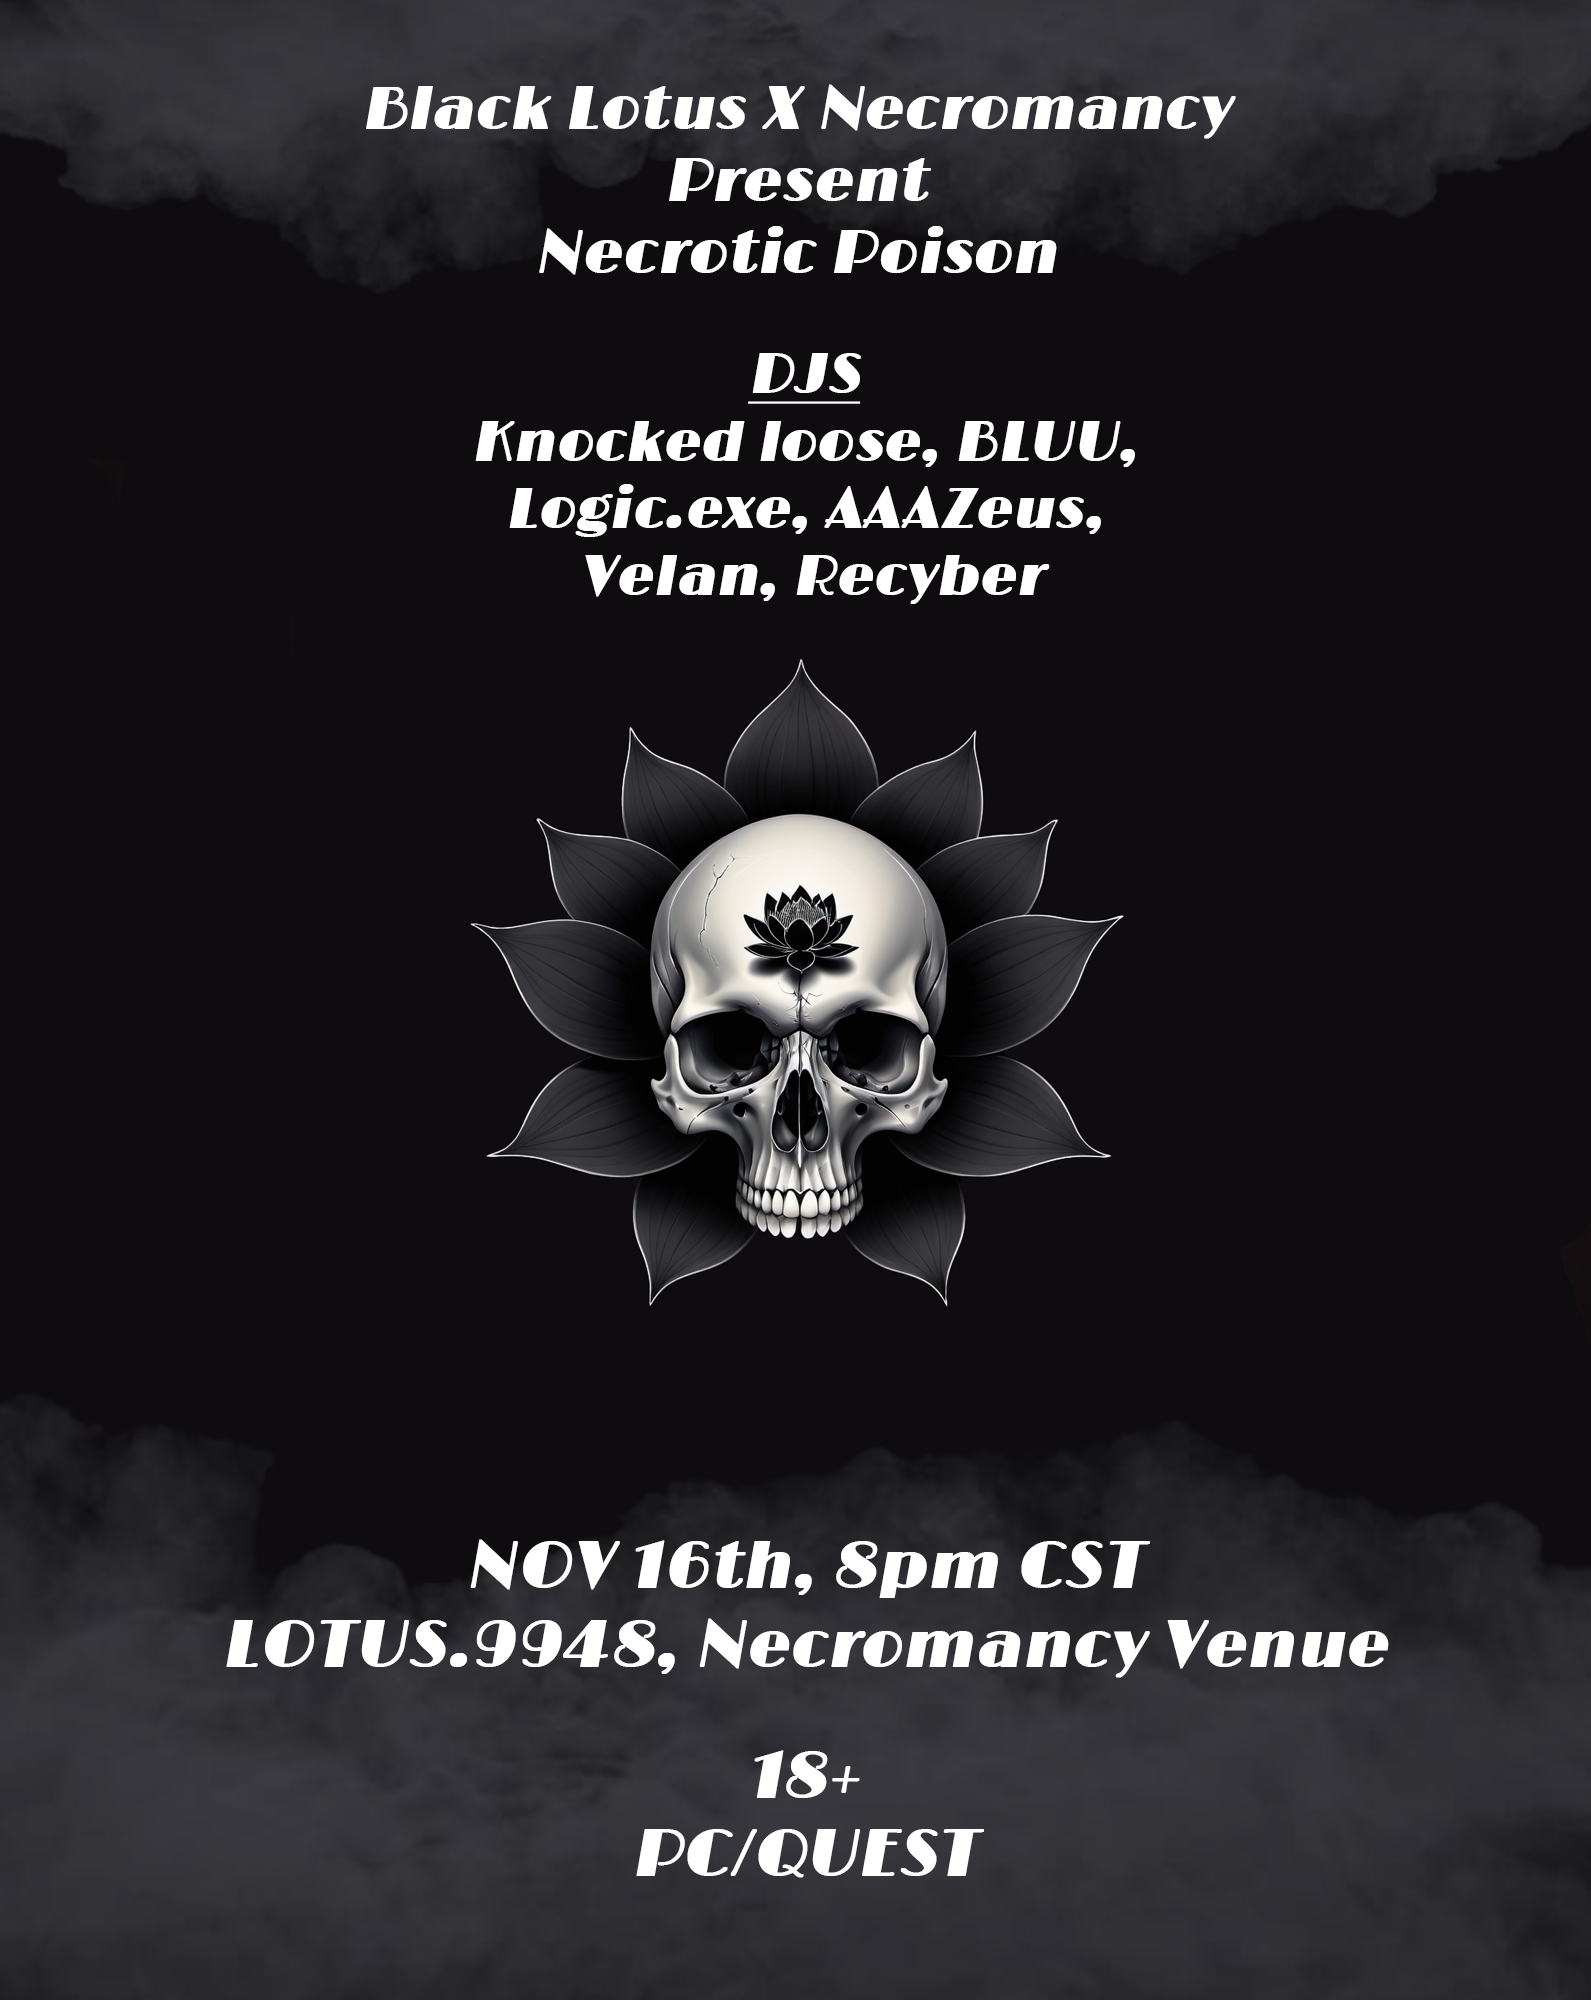 Black Lotus X Necromancy
Present
Necrotic Poison
DJS
Knocked loose, BLUU,
Logic.exe, AAAZeus,
Velan, Recyber
NOV 16th, 8pm CST
LOTUS.9948, Necromancy Venue
18+
PC/QUEST